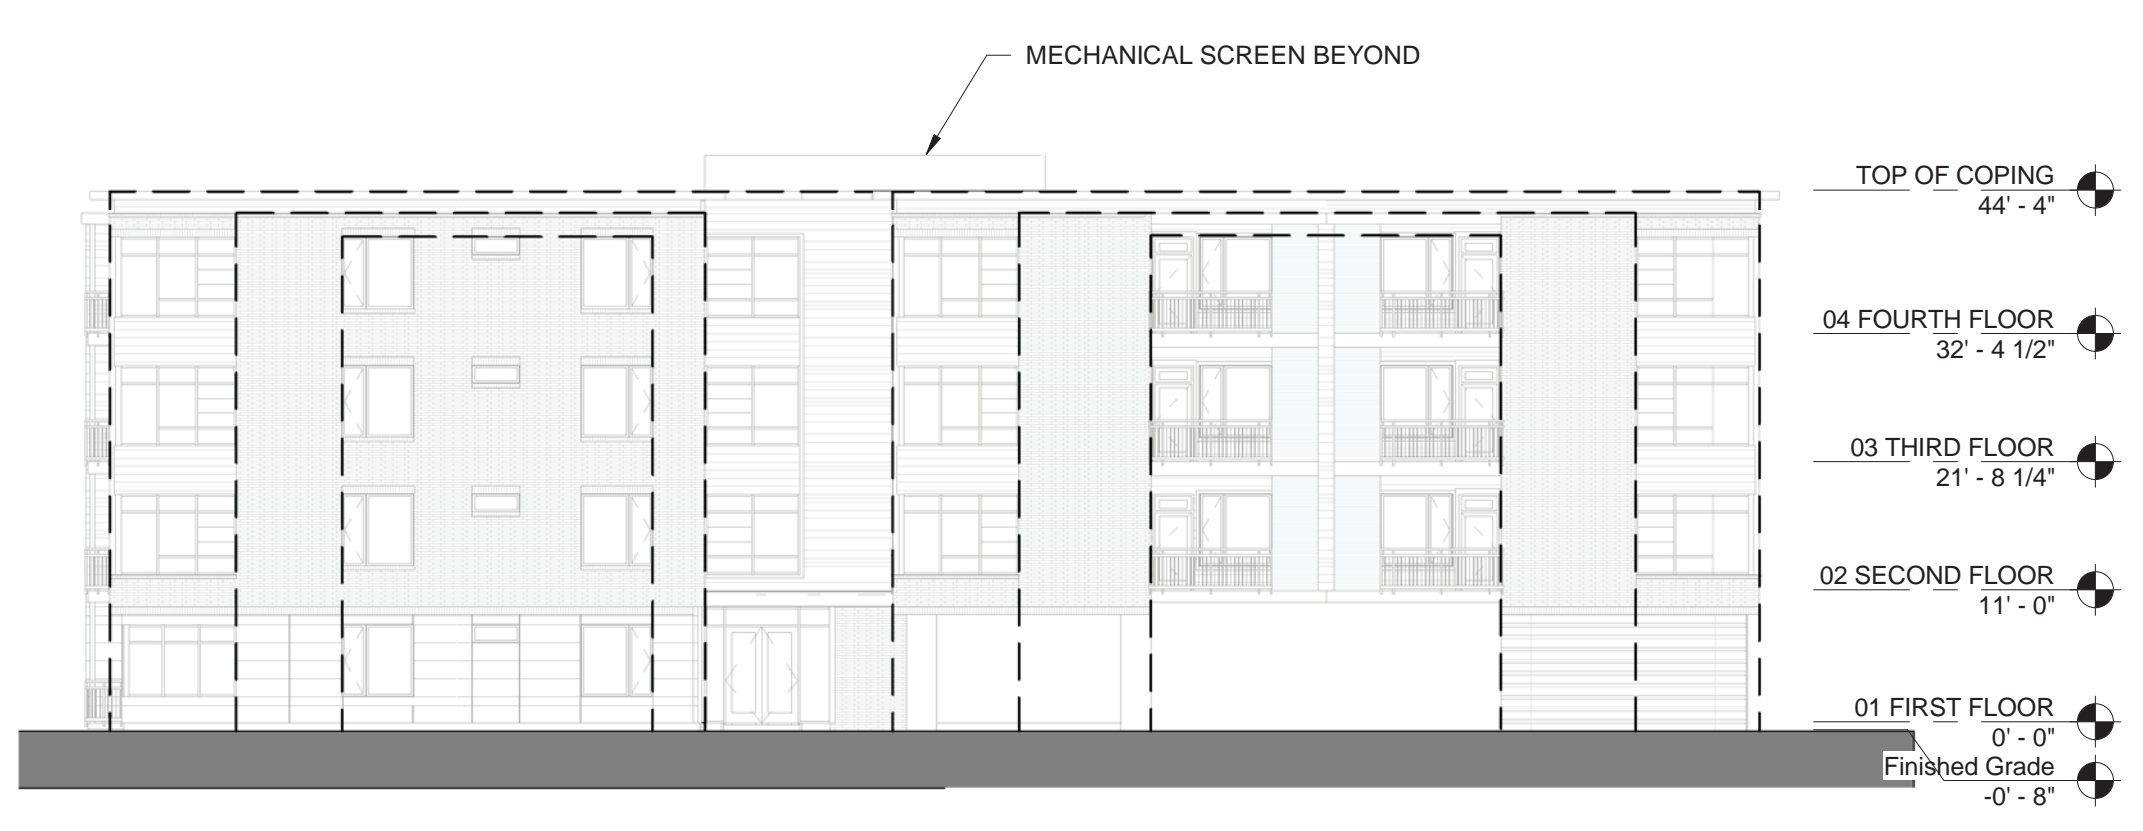 MECHANICAL SCREEN BEYOND
TOP OF COPING
44' - 4"
04 FOURTH FLOOR
32' - 4 1/2"
03 THIRD FLOOR
21' - 8 1/4"
02 SECOND FLOOR
11' - 0"
01 FIRST FLOOR
0' - 0"
Finished Grade
-0' - 8"